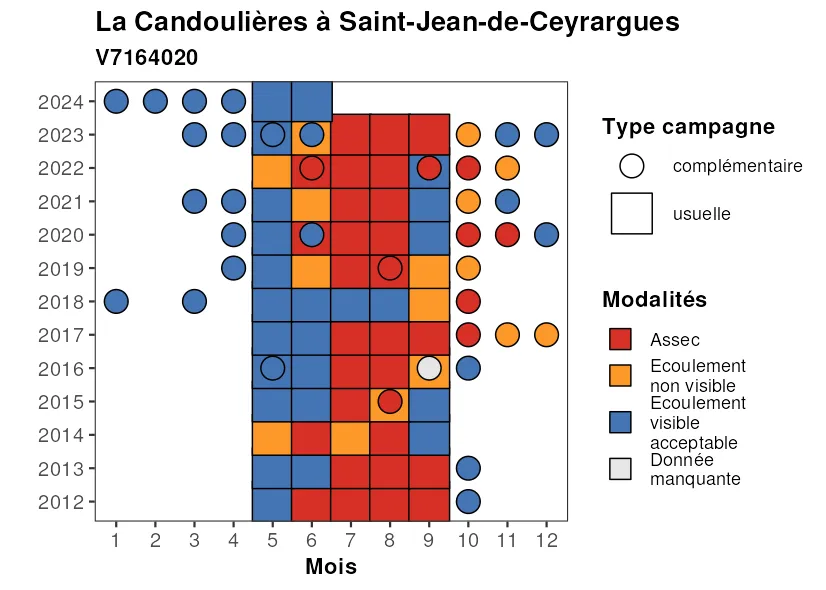 La Candoulières à Saint-Jean-de-Ceyrargues
V7164020
2024
2023
2022
2021
2020
2019
2018
2017
2016
2015
2014
2013
2012
1 2 3 4 5 6 7 8 9 10 11 12
Mois
Type campagne
complémentaire
usuelle
Modalités
Assec
Ecoulement
non visible
Ecoulement
visible
acceptable
Donnée
manquante